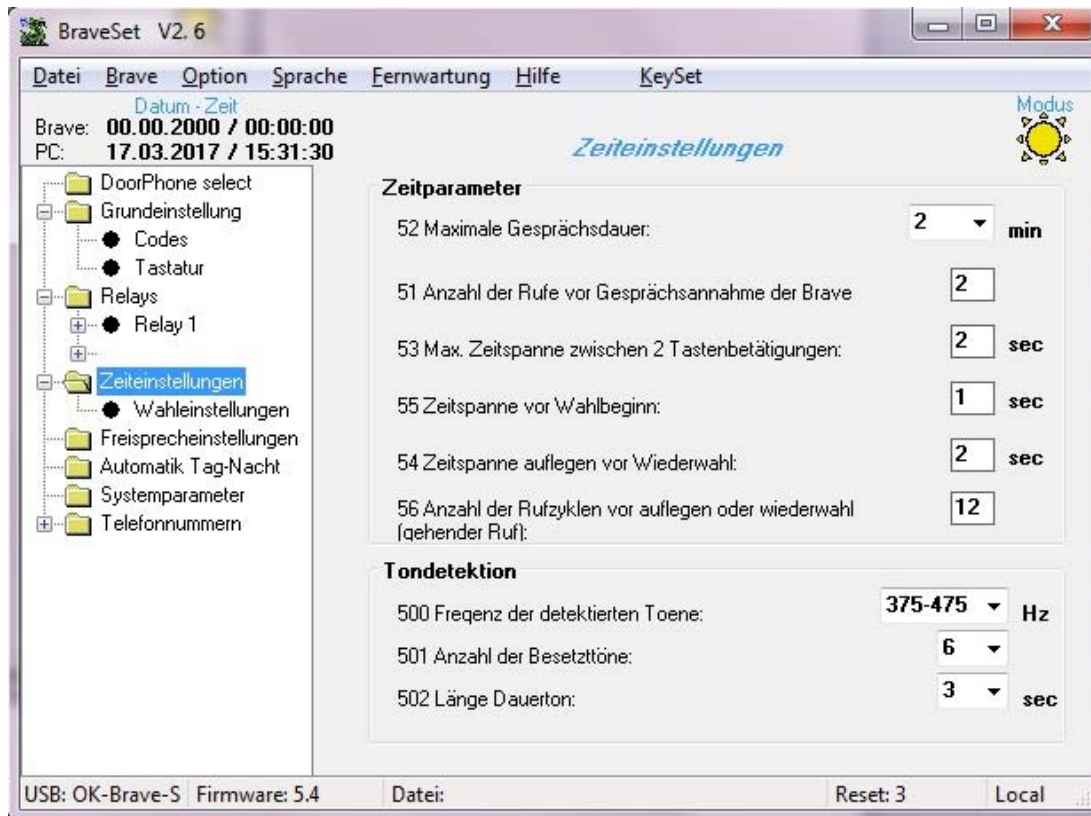 BraveSet V2. 6
Datei Brave Option Sprache Fernwartung Hilfe KeySet
Datum - Zeit
Brave: 00.00.2000 / 00:00:00
PC: 17.03.2017 / 15:31:30
Zeiteinstellungen
Modus
DoorPhone select
Grundeinstellung
Codes
Tastatur
Relays
Relay 1
Zeiteinstellungen
Wahleinstellungen
Freisprecheinstellungen
Automatik Tag-Nacht
Systemparameter
Telefonnummern
Zeitparameter
52 Maximale Gesprächsdauer: 2 min
51 Anzahl der Rufe vor Gesprächsannahme der Brave 2
53 Max. Zeitspanne zwischen 2 Tastenbetätigungen: 2 sec
55 Zeitspanne vor Wahlbeginn: 1 sec
54 Zeitspanne auflegen vor Wiederwahl: 2 sec
56 Anzahl der Rufzyklen vor auflegen oder wiederwahl 12
(gehender Ruf):
Tondetektion
500 Freqenz der detektierten Toene: 375-475 Hz
501 Anzahl der Besetzttöne: 6
502 Länge Dauerton: 3 sec
USB: OK-Brave-S Firmware: 5.4 Datei: Reset: 3 Local